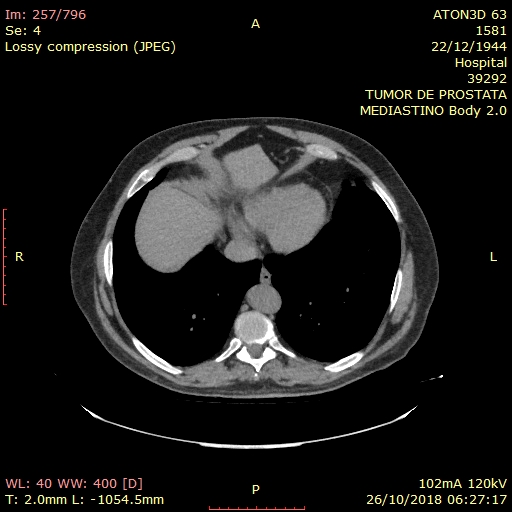 Im: 257/796
Se: 4
Lossy compression (JPEG)
A
ATON3D 63
1581
22/12/1944
Hospital
39292
TUMOR DE PROSTATA
MEDIASTINO Body 2.0
R
L
WL: 40 WW: 400 [D]
T: 2.0mm L: -1054.5mm
P
102mA 120kV
26/10/2018 06:27:17